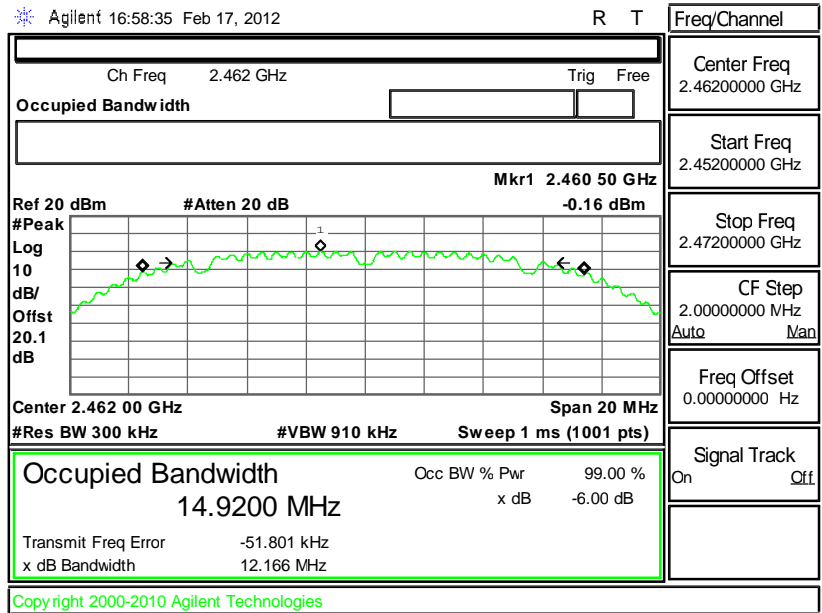 Agilent 16:58:35 Feb 17, 2012 R T
Freq/Channel
Ch Freq 2.462 GHz Trig Free
Occupied Bandwidth
Center Freq
2.46200000 GHz
Start Freq
2.45200000 GHz
Stop Freq
2.47200000 GHz
CF Step
2.00000000 MHz
Auto Man
Freq Offset
0.00000000 Hz
Signal Track
On Off
Mkr1 2.460 50 GHz
Ref 20 dBm #Atten 20 dB -0.16 dBm
#Peak
Log
10
dB/
Offst
20.1
dB
1
Center 2.462 00 GHz Span 20 MHz
#Res BW 300 kHz #VBW 910 kHz Sweep 1 ms (1001 pts)
Occupied Bandwidth Occ BW % Pwr 99.00 %
14.9200 MHz x dB -6.00 dB
Transmit Freq Error -51.801 kHz
x dB Bandwidth 12.166 MHz
Copyright 2000-2010 Agilent Technologies